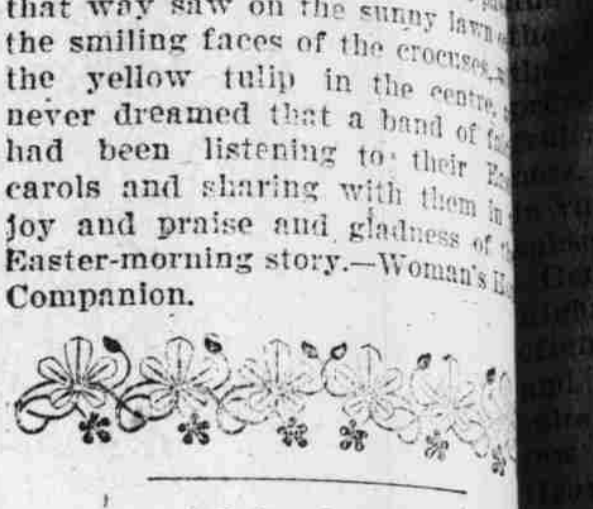 that way saw on the sunny lawn
the smiling faces of the crocuses,
the yellow tulip in the centre,
never dreamed that a band of
had been listening to their
carols and sharing with them in
joy and praise and gladness of
Easter-morning story.—Woman's
Companion.